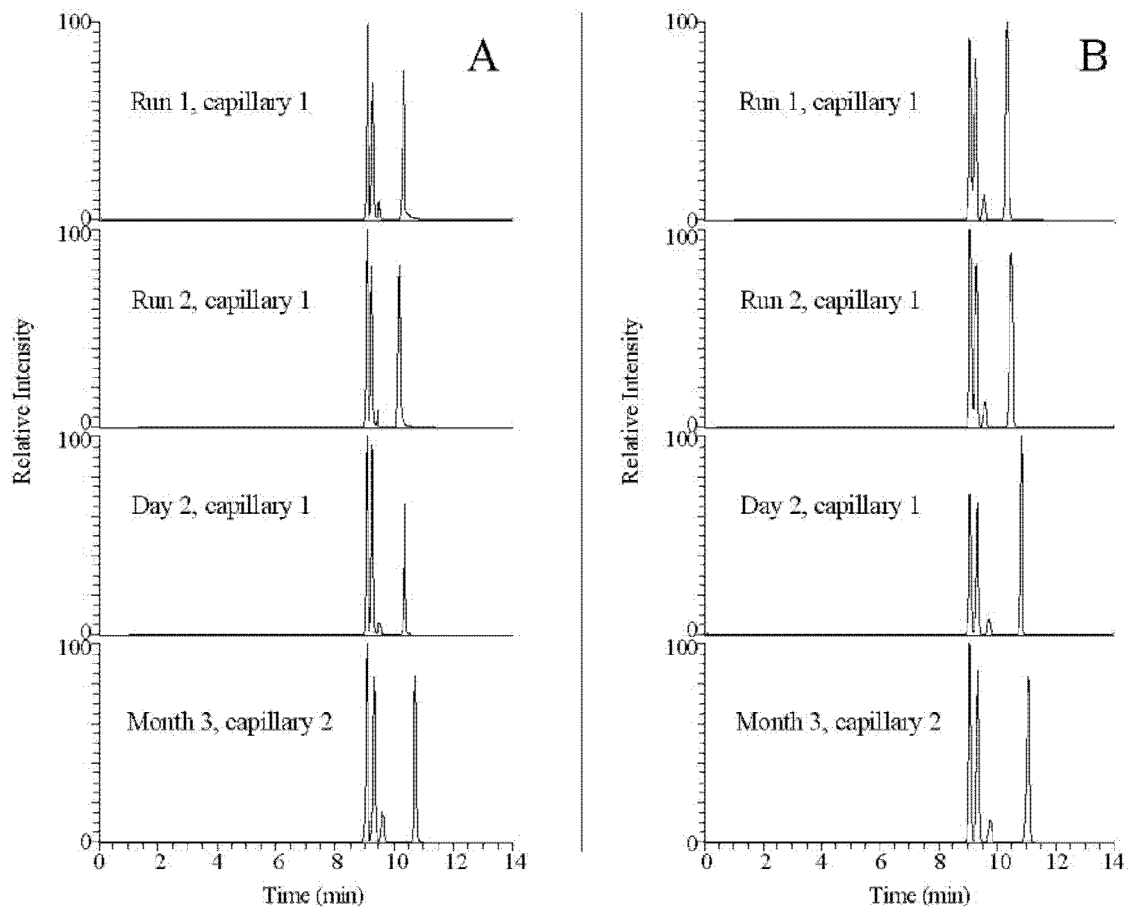 A
100
Run 1, capillary 1
0
100
Run 2, capillary 1
0
100
Day 2, capillary 1
0
100
Month 3, capillary 2
0
0 2 4 6 8 10 12 14
Time (min)
Relative Intensity
B
100
Run 1, capillary 1
0
100
Run 2, capillary 1
0
100
Day 2, capillary 1
0
100
Month 3, capillary 2
0
0 2 4 6 8 10 12 14
Time (min)
Relative Intensity